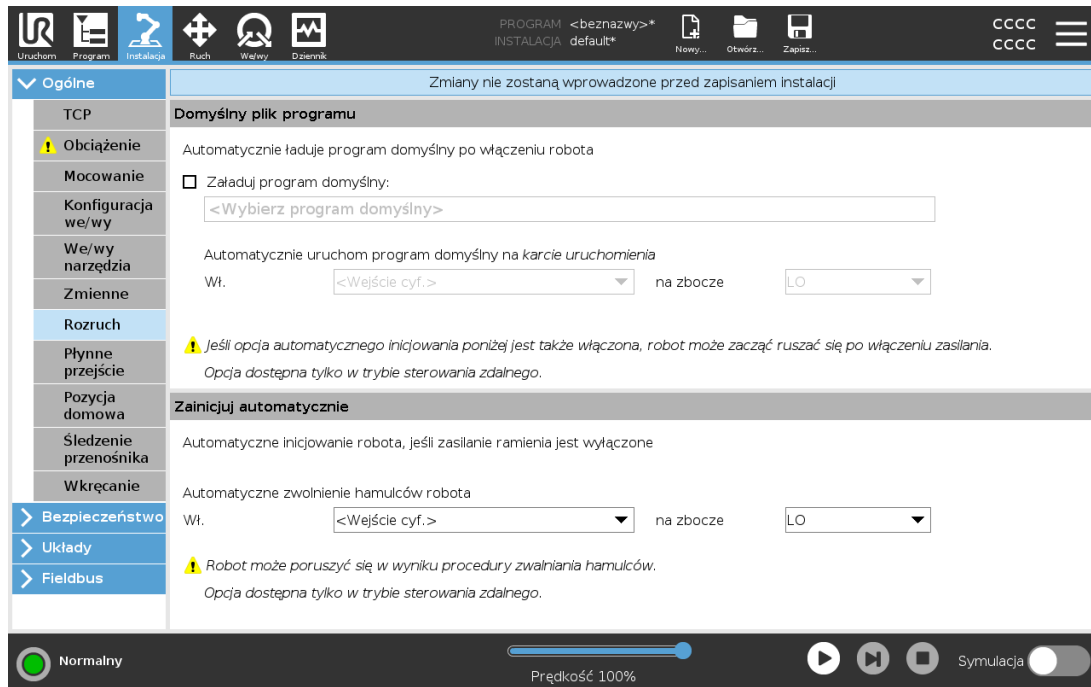 PROGRAM <beznazwy>*
INSTALACJA default*
CCCC
CCCC
Uruchom Program Instalacja Ruch We/wy Dziennik Nowy... Otwórz... Zapisz...
Ogólne
Zmiany nie zostaną wprowadzone przed zapisaniem instalacji
TCP
Obciążenie
Mocowanie
Konfiguracja
we/wy
We/wy
narzędzia
Zmienne
Rozruch
Płynne
przejście
Pozycja
domowa
Śledzenie
przenośnika
Wkręcanie
Bezpieczeństwo
Układy
Fieldbus
Domyślny plik programu
Automatycznie ładuje program domyślny po włączeniu robota
Załaduj program domyślny:
<Wybierz program domyślny>
Automatycznie uruchom program domyślny na karcie uruchomienia
Wł. <Wejście cyf.> na zbocze LO
Jeśli opcja automatycznego inicjowania poniżej jest także włączona, robot może zacząć ruszać się po włączeniu zasilania.
Opcja dostępna tylko w trybie sterowania zdalnego.
Zainicjuj automatycznie
Automatyczne inicjowanie robota, jeśli zasilanie ramienia jest wyłączone
Automatyczne zwolnienie hamulców robota
Wł. <Wejście cyf.> na zbocze LO
Robot może poruszyć się w wyniku procedury zwalniania hamulców.
Opcja dostępna tylko w trybie sterowania zdalnego.
Normalny
Prędkość 100%
Symulacja